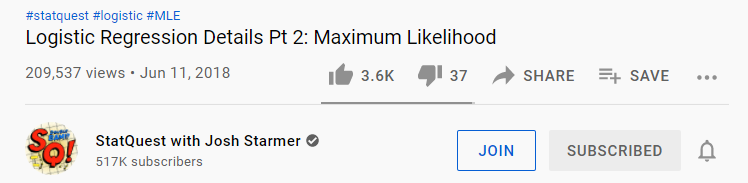 #statquest #logistic #MLE
Logistic Regression Details Pt 2: Maximum Likelihood
209,537 views • Jun 11, 2018 3.6K 37 SHARE SAVE
SQ!
StatQuest with Josh Starmer
517K subscribers
JOIN SUBSCRIBED